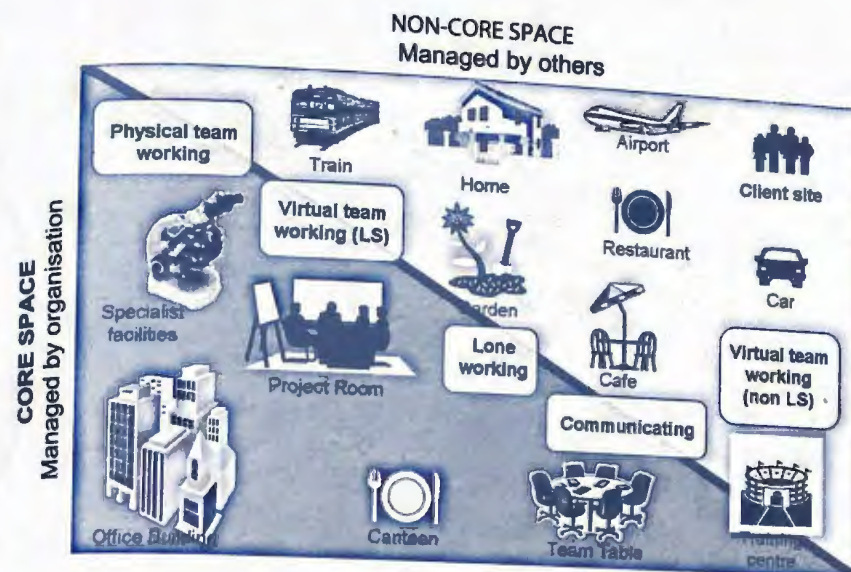 NON-CORE SPACE
Managed by others
CORE SPACE
Managed by organisation
Physical team
working
Train
Home
Airport
Client site
Virtual team
working (LS)
Restaurant
Specialist
facilities
Car
Lone
working
Cafe
Virtual team
working
(non LS)
Project Room
Communicating
Office Building
Canteen
Team Table
centre